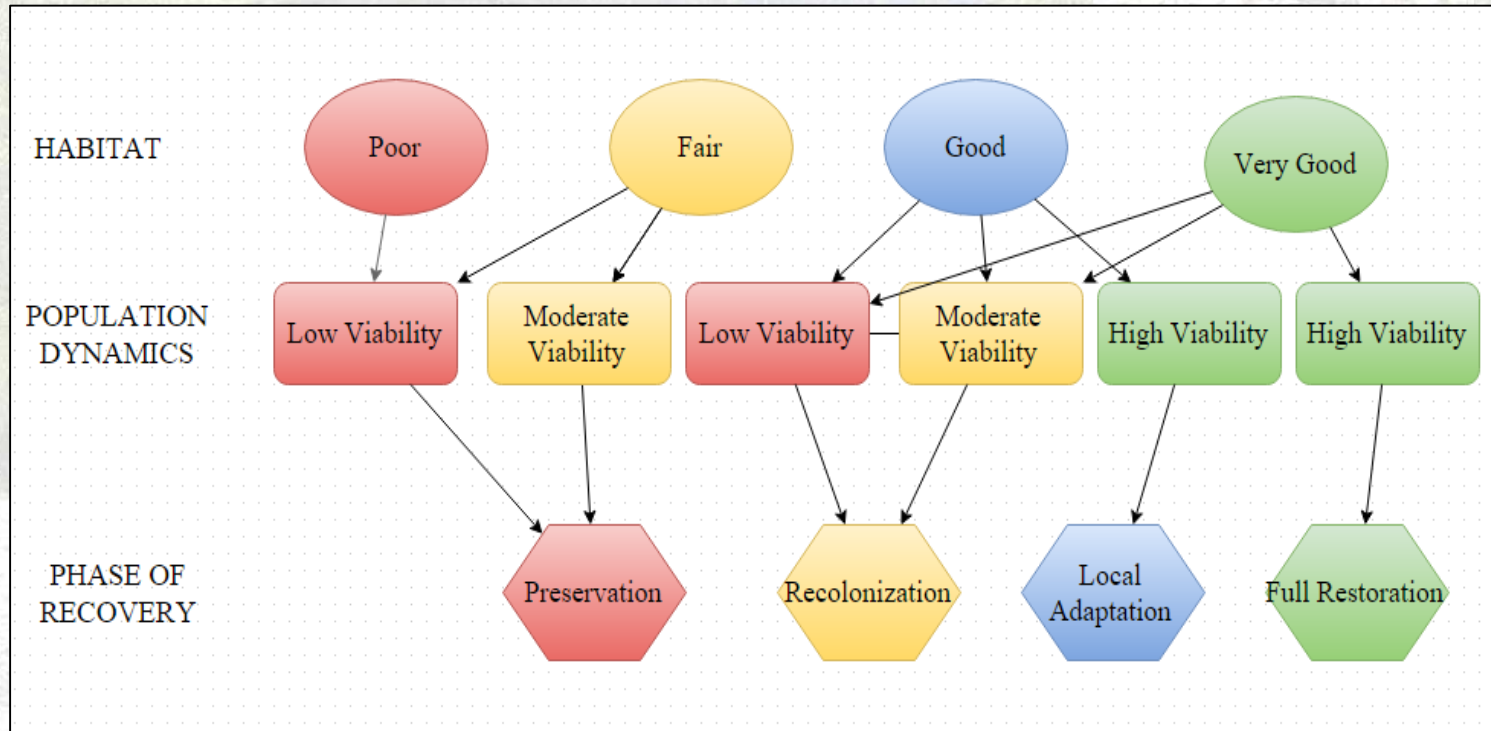 HABITAT
Poor
Fair
Good
Very Good
POPULATION
DYNAMICS
Low Viability
Moderate
Viability
Low Viability
Moderate
Viability
High Viability
High Viability
PHASE OF
RECOVERY
Preservation
Recolonization
Local
Adaptation
Full Restoration